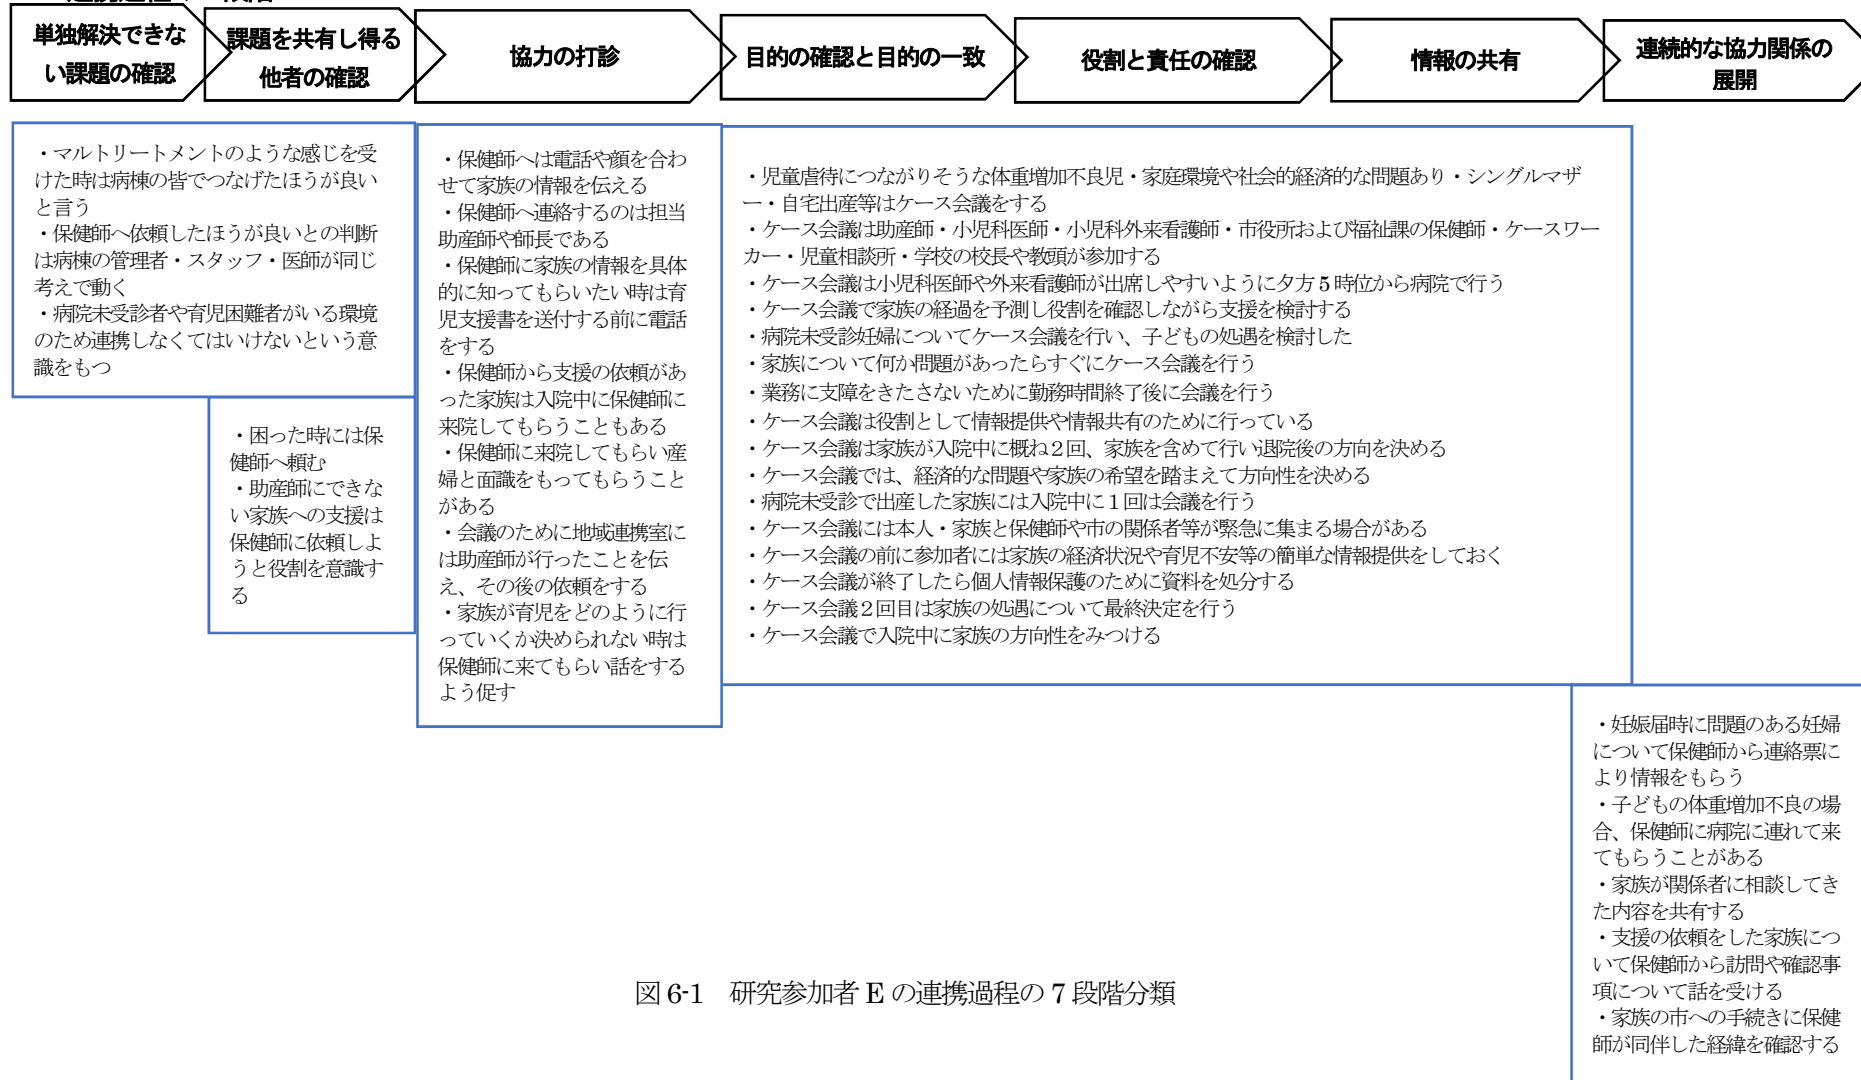 単独解決できな
い課題の確認
課題を共有し得る
他者の確認
協力の打診
目的の確認と目的の一致
役割と責任の確認
情報の共有
連続的な協力関係の
展開
・マルトリートメントのような感じを受
けた時は病棟の皆でつなげたほうが良い
と言う
・保健師へ依頼したほうが良いとの判断
は病棟の管理者・スタッフ・医師が同じ
考えで動く
・病院未受診者や育児困難者がいる環境
のため連携しなくてはいけないという意
識をもつ
・困った時には保
健師へ頼む
・助産師にできな
い家族への支援は
保健師に依頼しよ
うと役割を意識す
る
・保健師へは電話や顔を合わ
せて家族の情報を伝える
・保健師へ連絡するのは担当
助産師や師長である
・保健師に家族の情報を具体
的に知ってもらいたい時は育
児支援書を送付する前に電話
をする
・保健師から支援の依頼があ
った家族は入院中に保健師に
来院してもらうこともある
・保健師に来院してもらい産
婦と面識をもってもらうこと
がある
・会議のために地域連携室に
は助産師が行ったことを伝
え、その後の依頼をする
・家族が育児をどのように行
っていくか決められない時は
保健師に来てもらい話をする
よう促す
・児童虐待につながりそうな体重増加不良児・家庭環境や社会的経済的な問題あり・シングルマザ
ー・自宅出産等はケース会議をする
・ケース会議は助産師・小児科医師・小児科外来看護師・市役所および福祉課の保健師・ケースワー
カー・児童相談所・学校の校長や教頭が参加する
・ケース会議は小児科医師や外来看護師が出席しやすいように夕方5時位から病院で行う
・ケース会議で家族の経過を予測し役割を確認しながら支援を検討する
・病院未受診妊婦についてケース会議を行い、子どもの処遇を検討した
・家族について何か問題があったらすぐにケース会議を行う
・業務に支障をきたさないために勤務時間終了後に会議を行う
・ケース会議は役割として情報提供や情報共有のために行っている
・ケース会議は家族が入院中に概ね2回、家族を含めて行い退院後の方向を決める
・ケース会議では、経済的な問題や家族の希望を踏まえて方向性を決める
・病院未受診で出産した家族には入院中に1回は会議を行う
・ケース会議には本人・家族と保健師や市の関係者等が緊急に集まる場合がある
・ケース会議の前に参加者には家族の経済状況や育児不安等の簡単な情報提供をしておく
・ケース会議が終了したら個人情報保護のために資料を処分する
・ケース会議2回目は家族の処遇について最終決定を行う
・ケース会議で入院中に家族の方向性をみつける
・妊娠届時に問題のある妊婦
について保健師から連絡票に
より情報をもらう
・子どもの体重増加不良の場
合、保健師に病院に連れて来
てもらうことがある
・家族が関係者に相談してき
た内容を共有する
・支援の依頼をした家族につ
いて保健師から訪問や確認事
項について話を受ける
・家族の市への手続きに保健
師が同伴した経緯を確認する
図6-1 研究参加者Eの連携過程の7段階分類